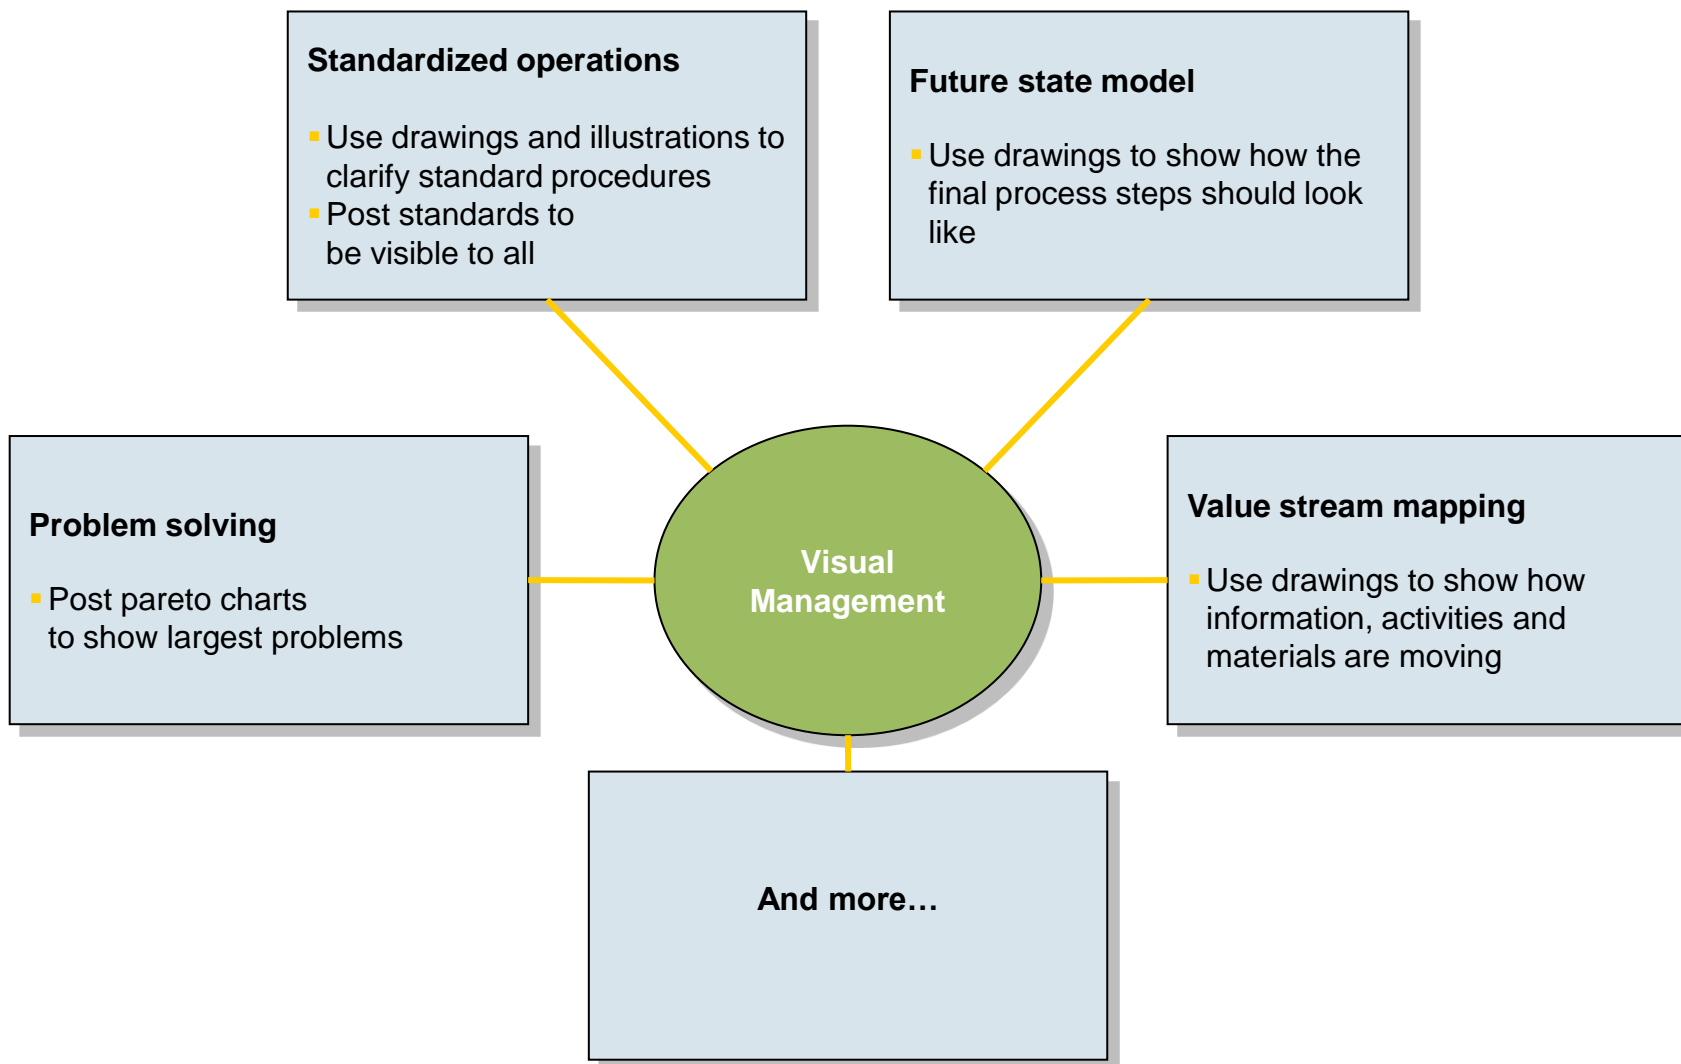 Standardized operations
▪ Use drawings and illustrations to
clarify standard procedures
▪ Post standards to
be visible to all
Future state model
▪ Use drawings to show how the
final process steps should look
like
Problem solving
▪ Post pareto charts
to show largest problems
Visual
Management
Value stream mapping
▪ Use drawings to show how
information, activities and
materials are moving
And more…